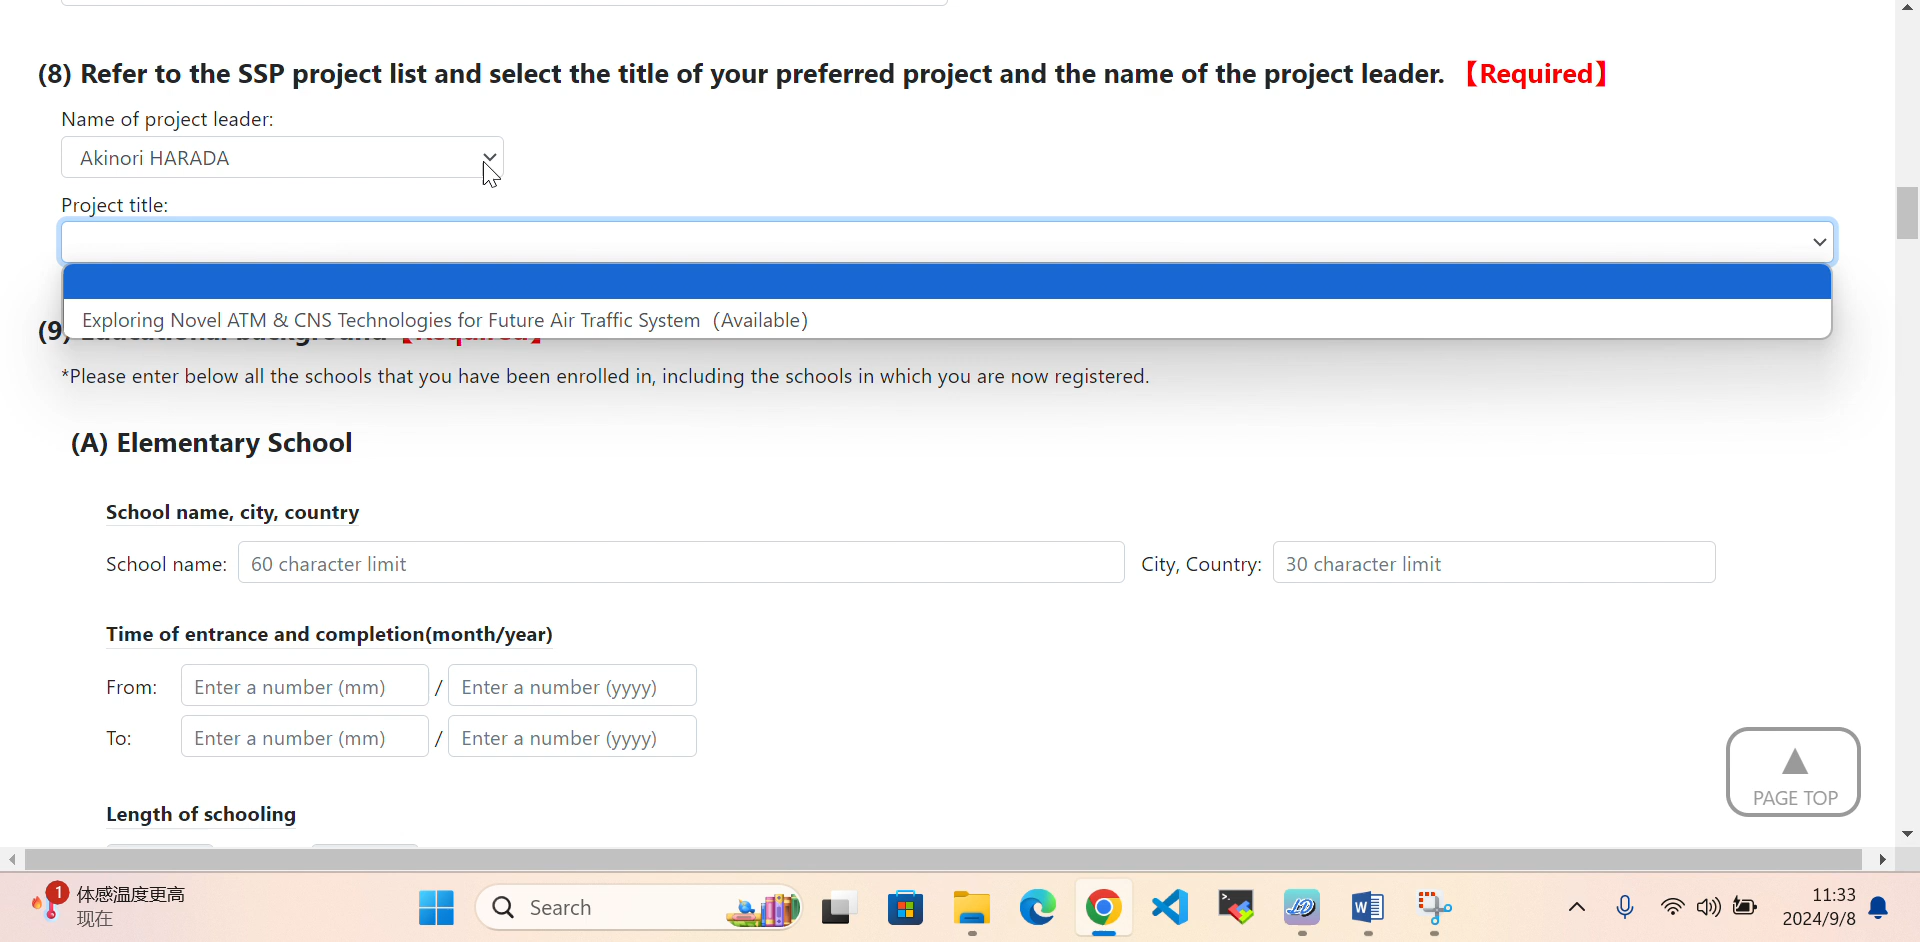 (8) Refer to the SSP project list and select the title of your preferred project and the name of the project leader. 【Required】
Name of project leader:
Akinori HARADA
Project title:
Exploring Novel ATM & CNS Technologies for Future Air Traffic System (Available)
(9) Educational background 【Required】
*Please enter below all the schools that you have been enrolled in, including the schools in which you are now registered.
(A) Elementary School
School name, city, country
School name: 60 character limit City, Country: 30 character limit
Time of entrance and completion(month/year)
From: Enter a number (mm) / Enter a number (yyyy)
To: Enter a number (mm) / Enter a number (yyyy)
▲
PAGE TOP
Length of schooling
1 体感温度更高
现在
Search
11:33
2024/9/8